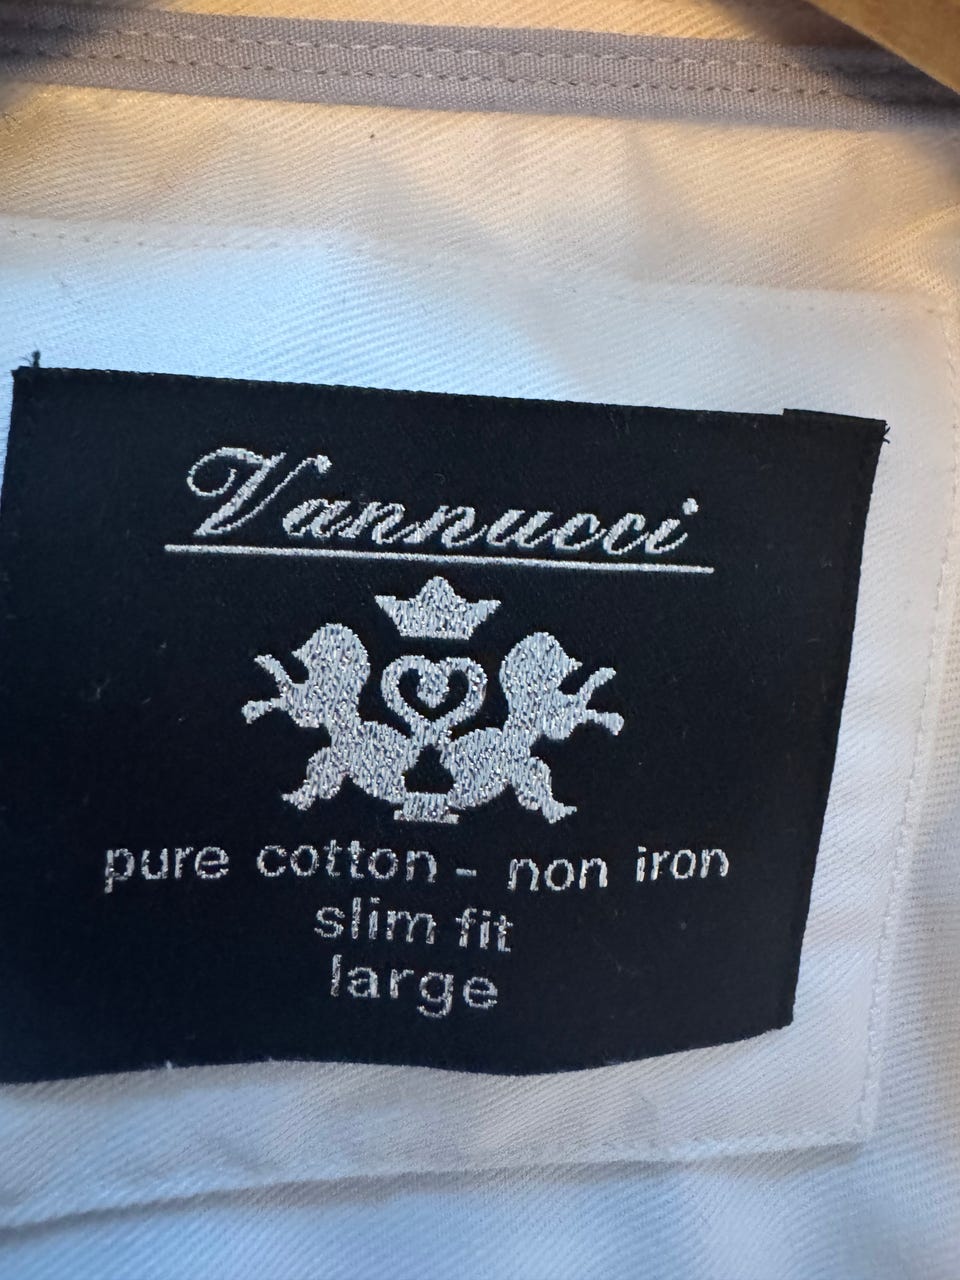 Vannucci
pure cotton - non iron
slim fit
large